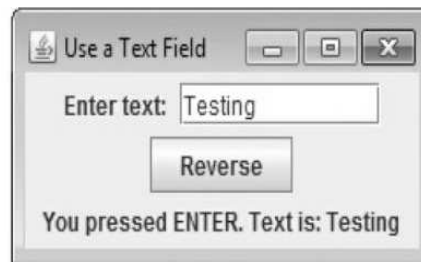 Use a Text Field
Enter text: Testing
Reverse
You pressed ENTER. Text is: Testing